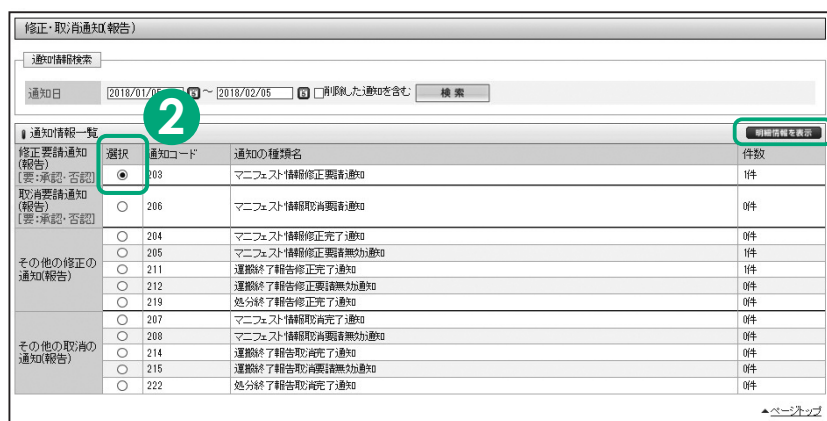 修正・取消通知(報告)
通知情報検索
通知日 2018/01/05 ～ 2018/02/05 削除した通知を含む 検索
2
通知情報一覧 明細情報を表示
修正要請通知(報告)[要:承認・否認] 選択 通知コード 通知の種類名 件数
203 マニフェスト情報修正要請通知 1件
取消要請通知(報告)[要:承認・否認] 206 マニフェスト情報取消要請通知 0件
その他の修正の通知(報告) 204 マニフェスト情報修正完了通知 0件
205 マニフェスト情報修正要請無効通知 1件
211 運搬終了報告修正完了通知 1件
212 運搬終了報告修正要請無効通知 0件
219 処分終了報告修正完了通知 0件
その他の取消の通知(報告) 207 マニフェスト情報取消完了通知 0件
208 マニフェスト情報取消要請無効通知 0件
214 運搬終了報告取消完了通知 0件
215 運搬終了報告取消要請無効通知 0件
222 処分終了報告取消完了通知 0件
▲ページトップ